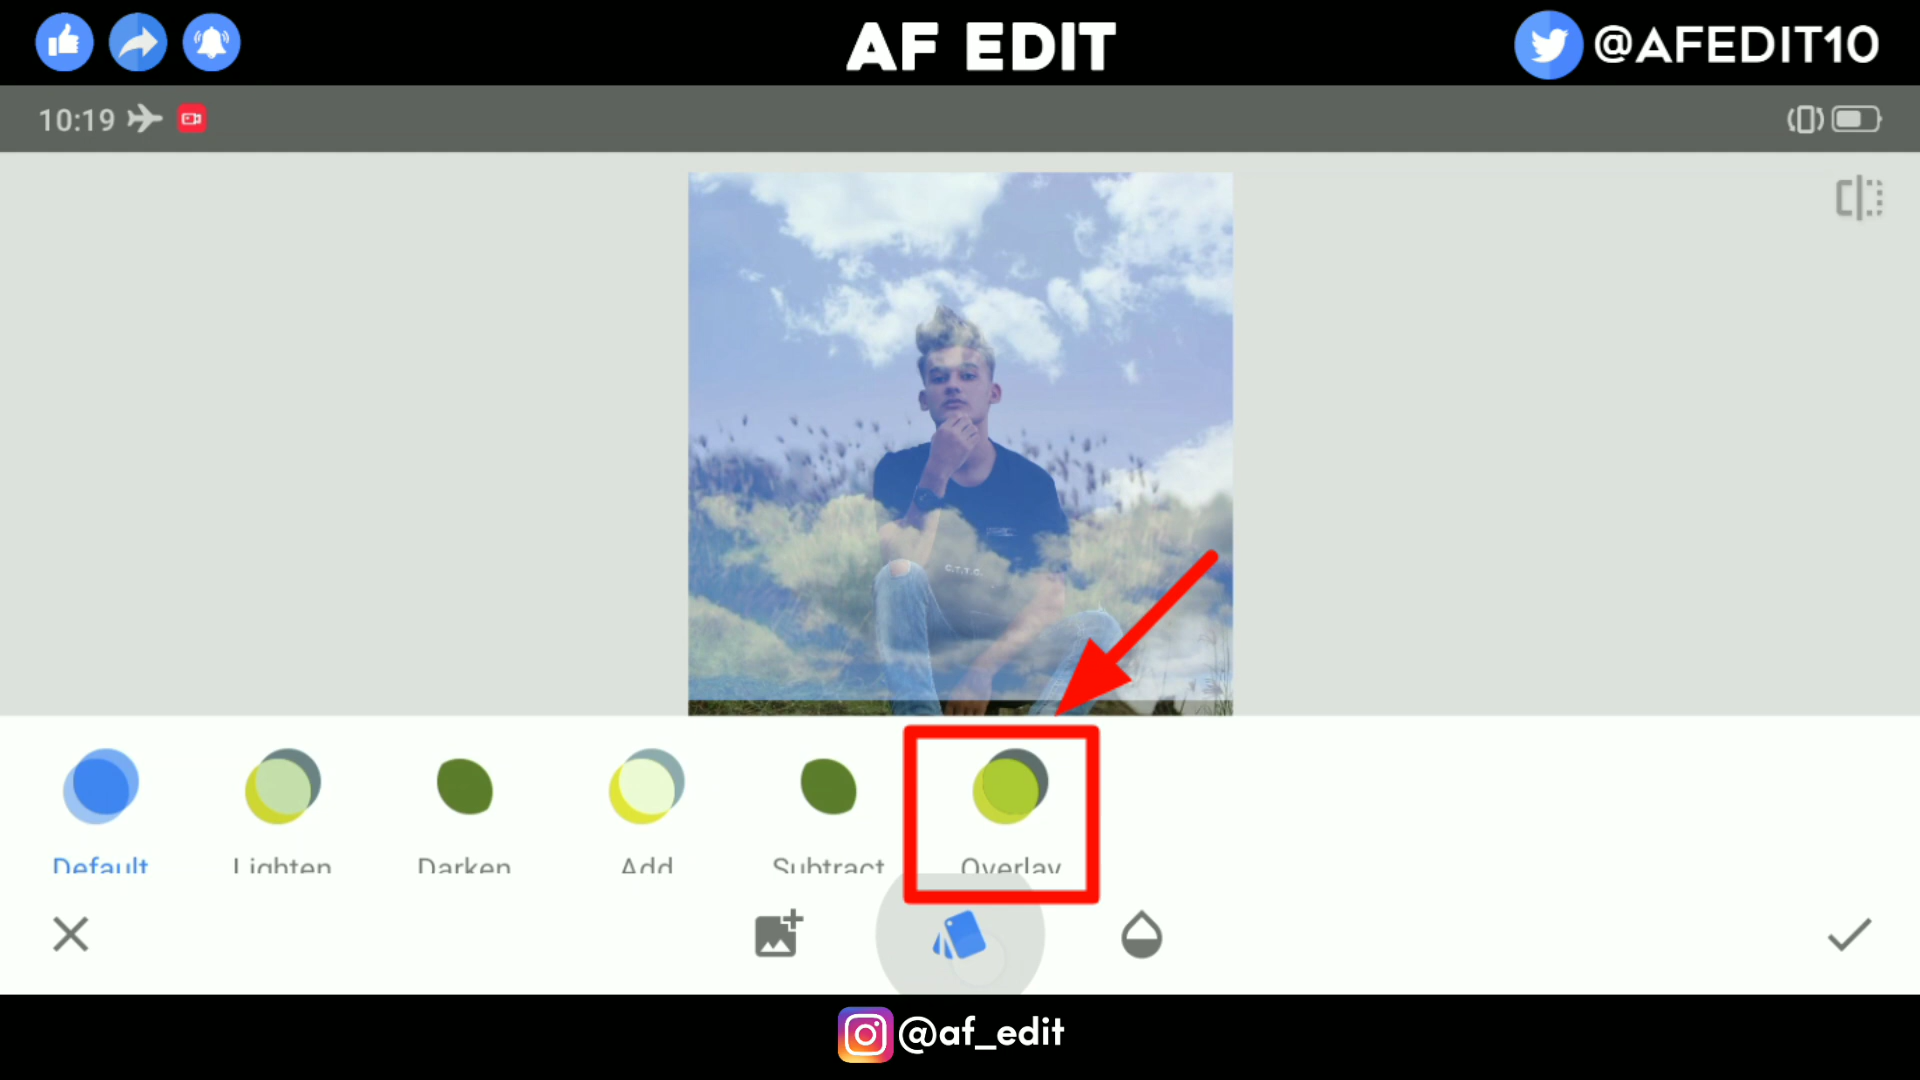 AF EDIT
@AFEDIT10
10:19
C.T.T.C.
Default
Lighten
Darken
Add
Subtract
Overlay
@af_edit